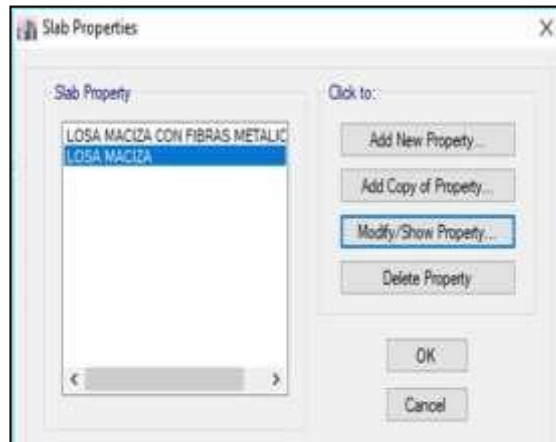 Slab Properties
Slab Property
LOSA MACIZA CON FIBRAS METALIC
LOSA MACIZA
Click to:
Add New Property...
Add Copy of Property...
Modify/Show Property...
Delete Property
OK
Cancel